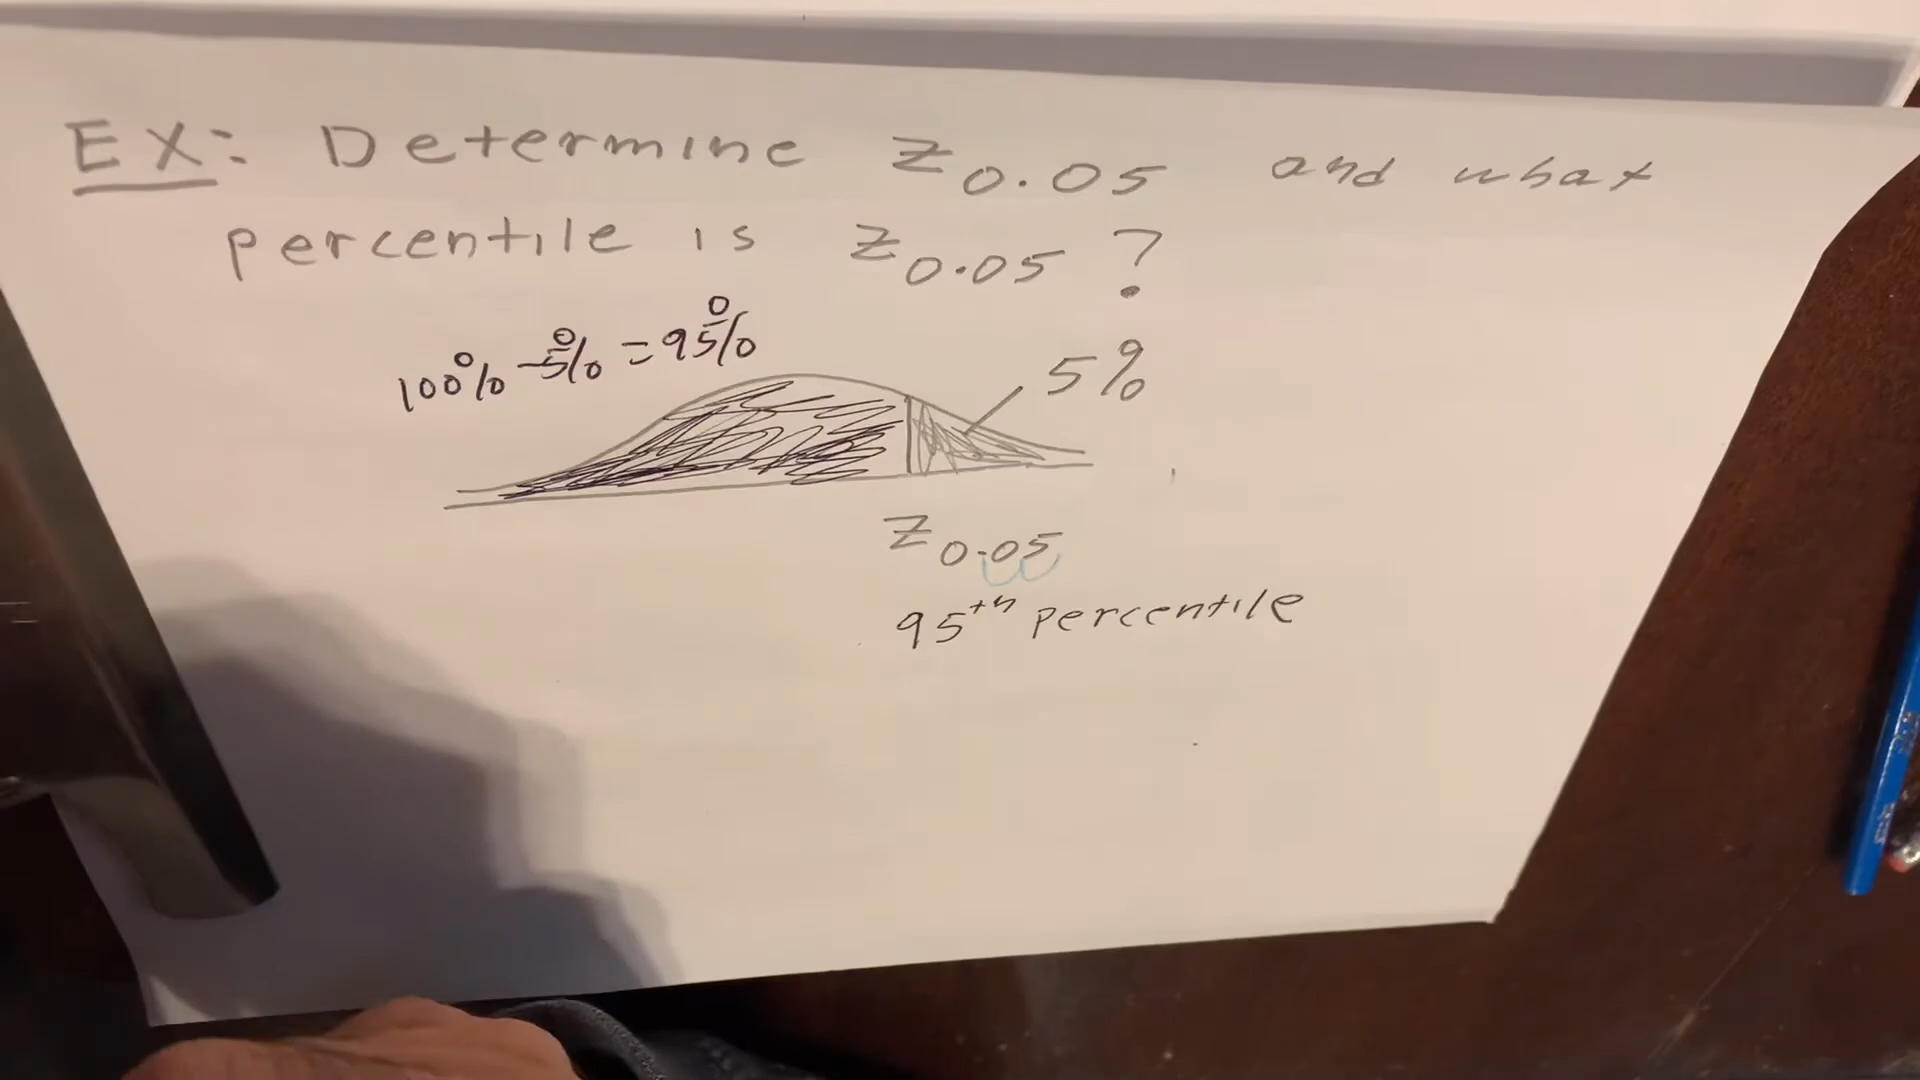 EX: Determine Z0.05 and what
percentile is Z0.05 ?
100% - 5% = 95%
5%
Z0.05
95th percentile